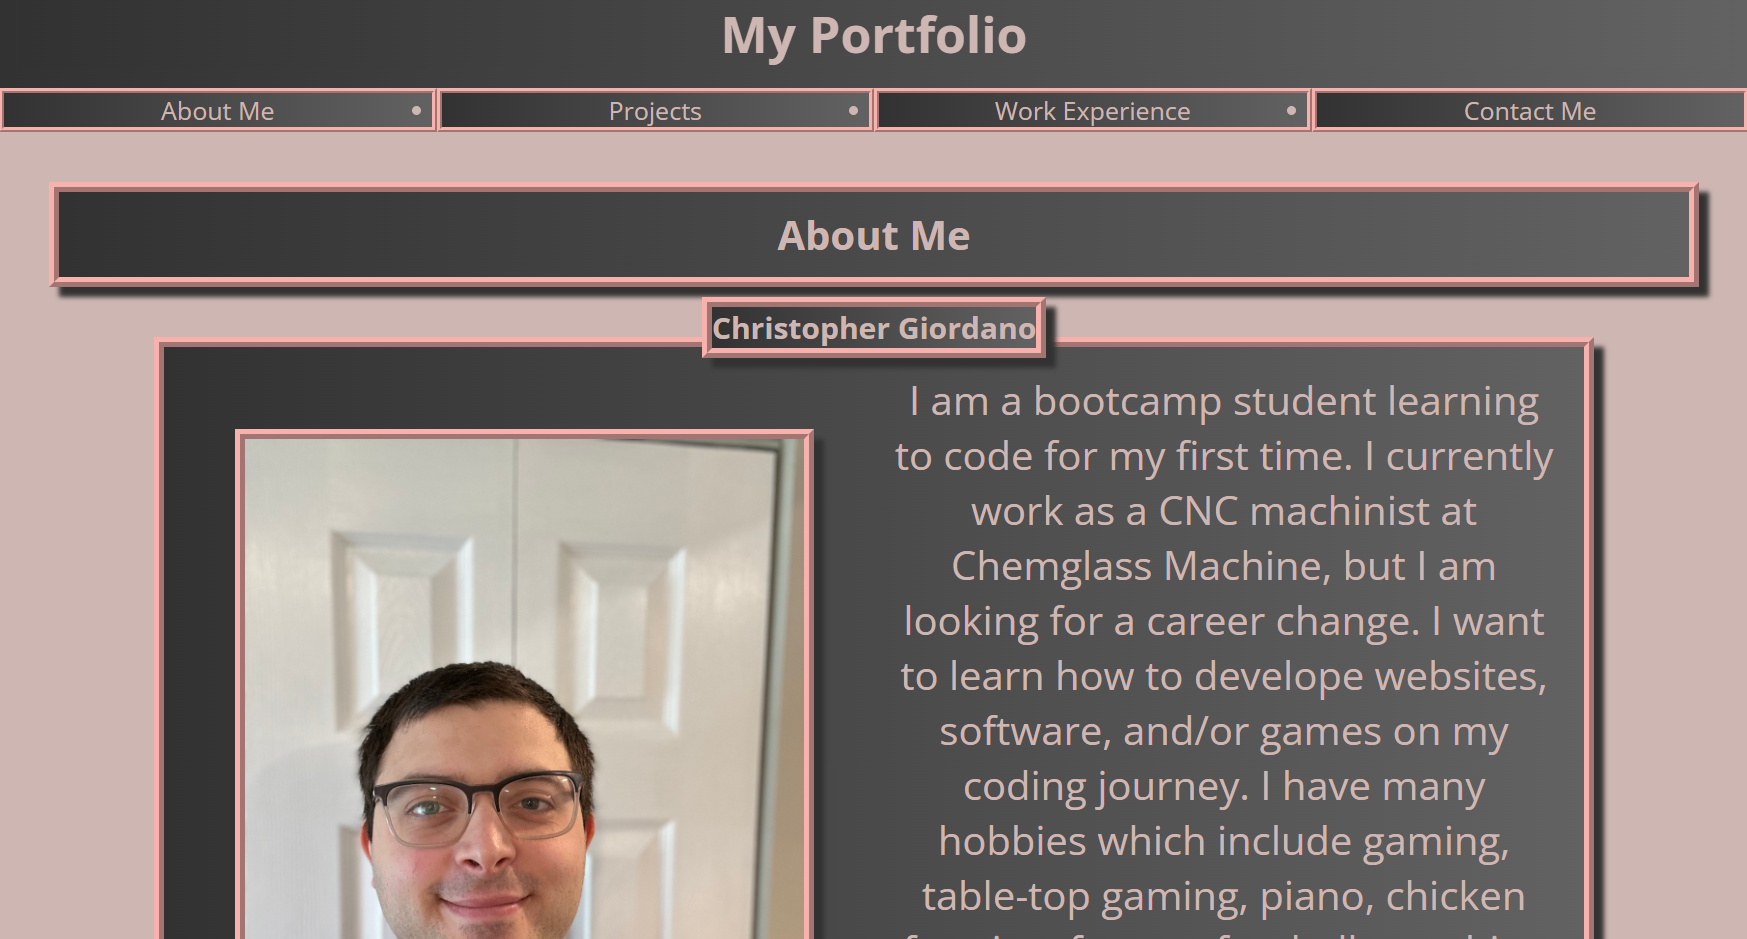 My Portfolio
About Me
Projects
Work Experience
Contact Me
About Me
Christopher Giordano
I am a bootcamp student learning
to code for my first time. I currently
work as a CNC machinist at
Chemglass Machine, but I am
looking for a career change. I want
to learn how to develope websites,
software, and/or games on my
coding journey. I have many
hobbies which include gaming,
table-top gaming, piano, chicken